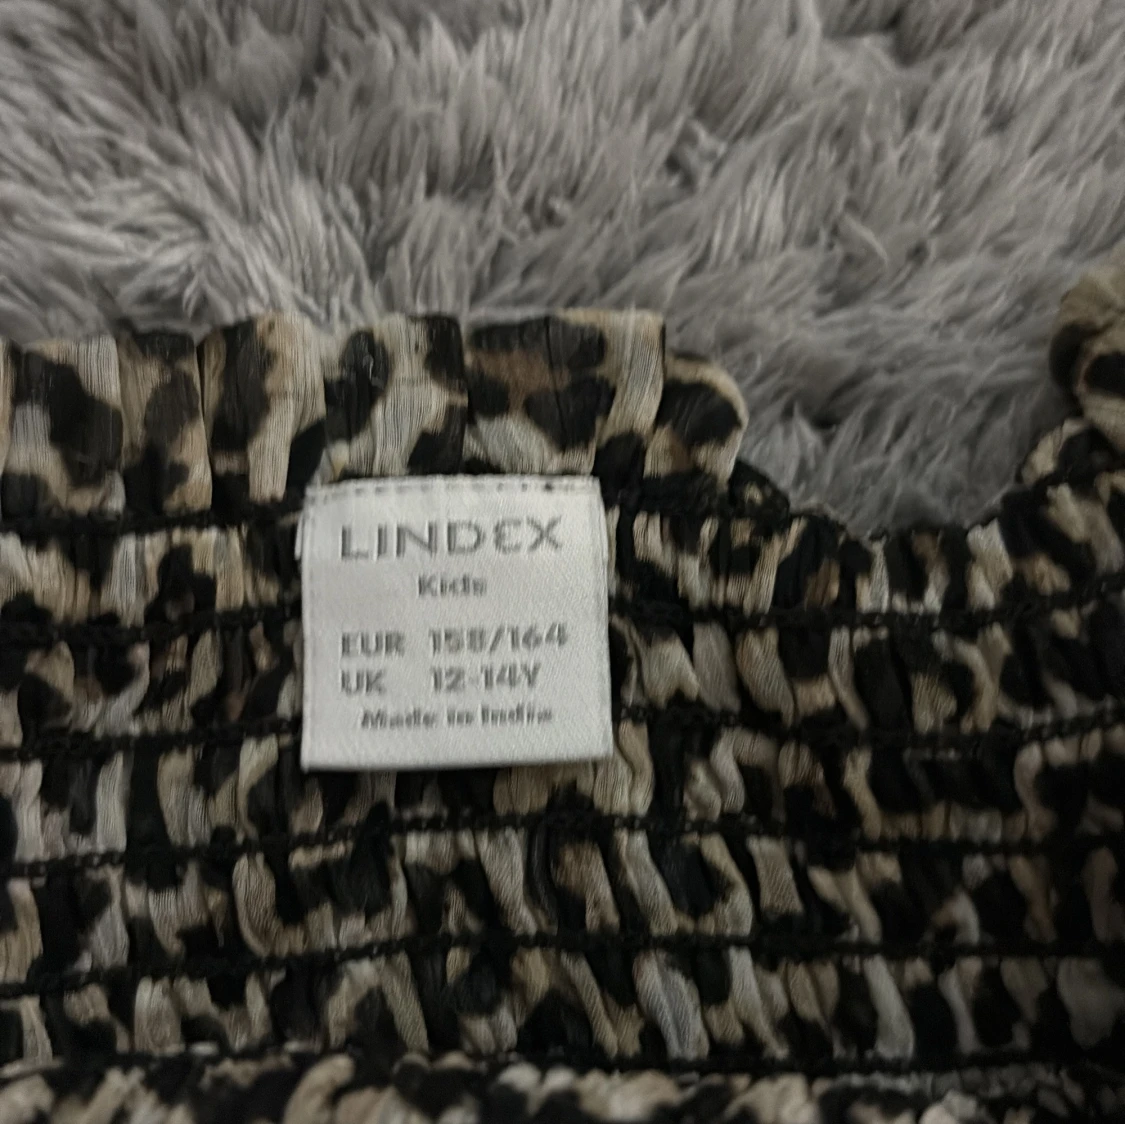 LINDEX
Kids
EUR 158/164
UK 12-14Y
Made in India